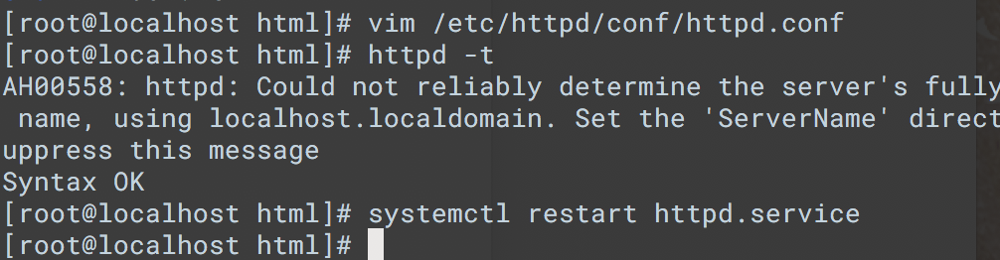 [root@localhost html]# vim /etc/httpd/conf/httpd.conf
[root@localhost html]# httpd -t
AH00558: httpd: Could not reliably determine the server's fully
name, using localhost.localdomain. Set the 'ServerName' direct
uppress this message
Syntax OK
[root@localhost html]# systemctl restart httpd.service
[root@localhost html]#